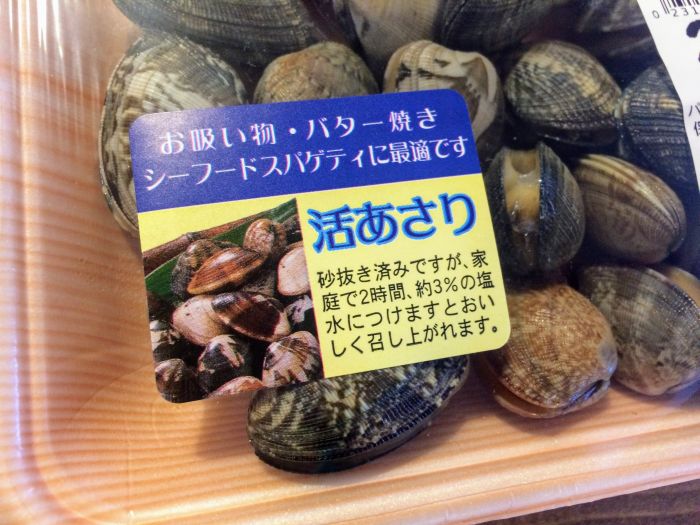 お吸い物・バター焼き
シーフードスパゲティに最適です
活あさり
砂抜き済みですが、家
庭で2時間、約3%の塩
水につけますとおい
しく召し上がれます。
0 231